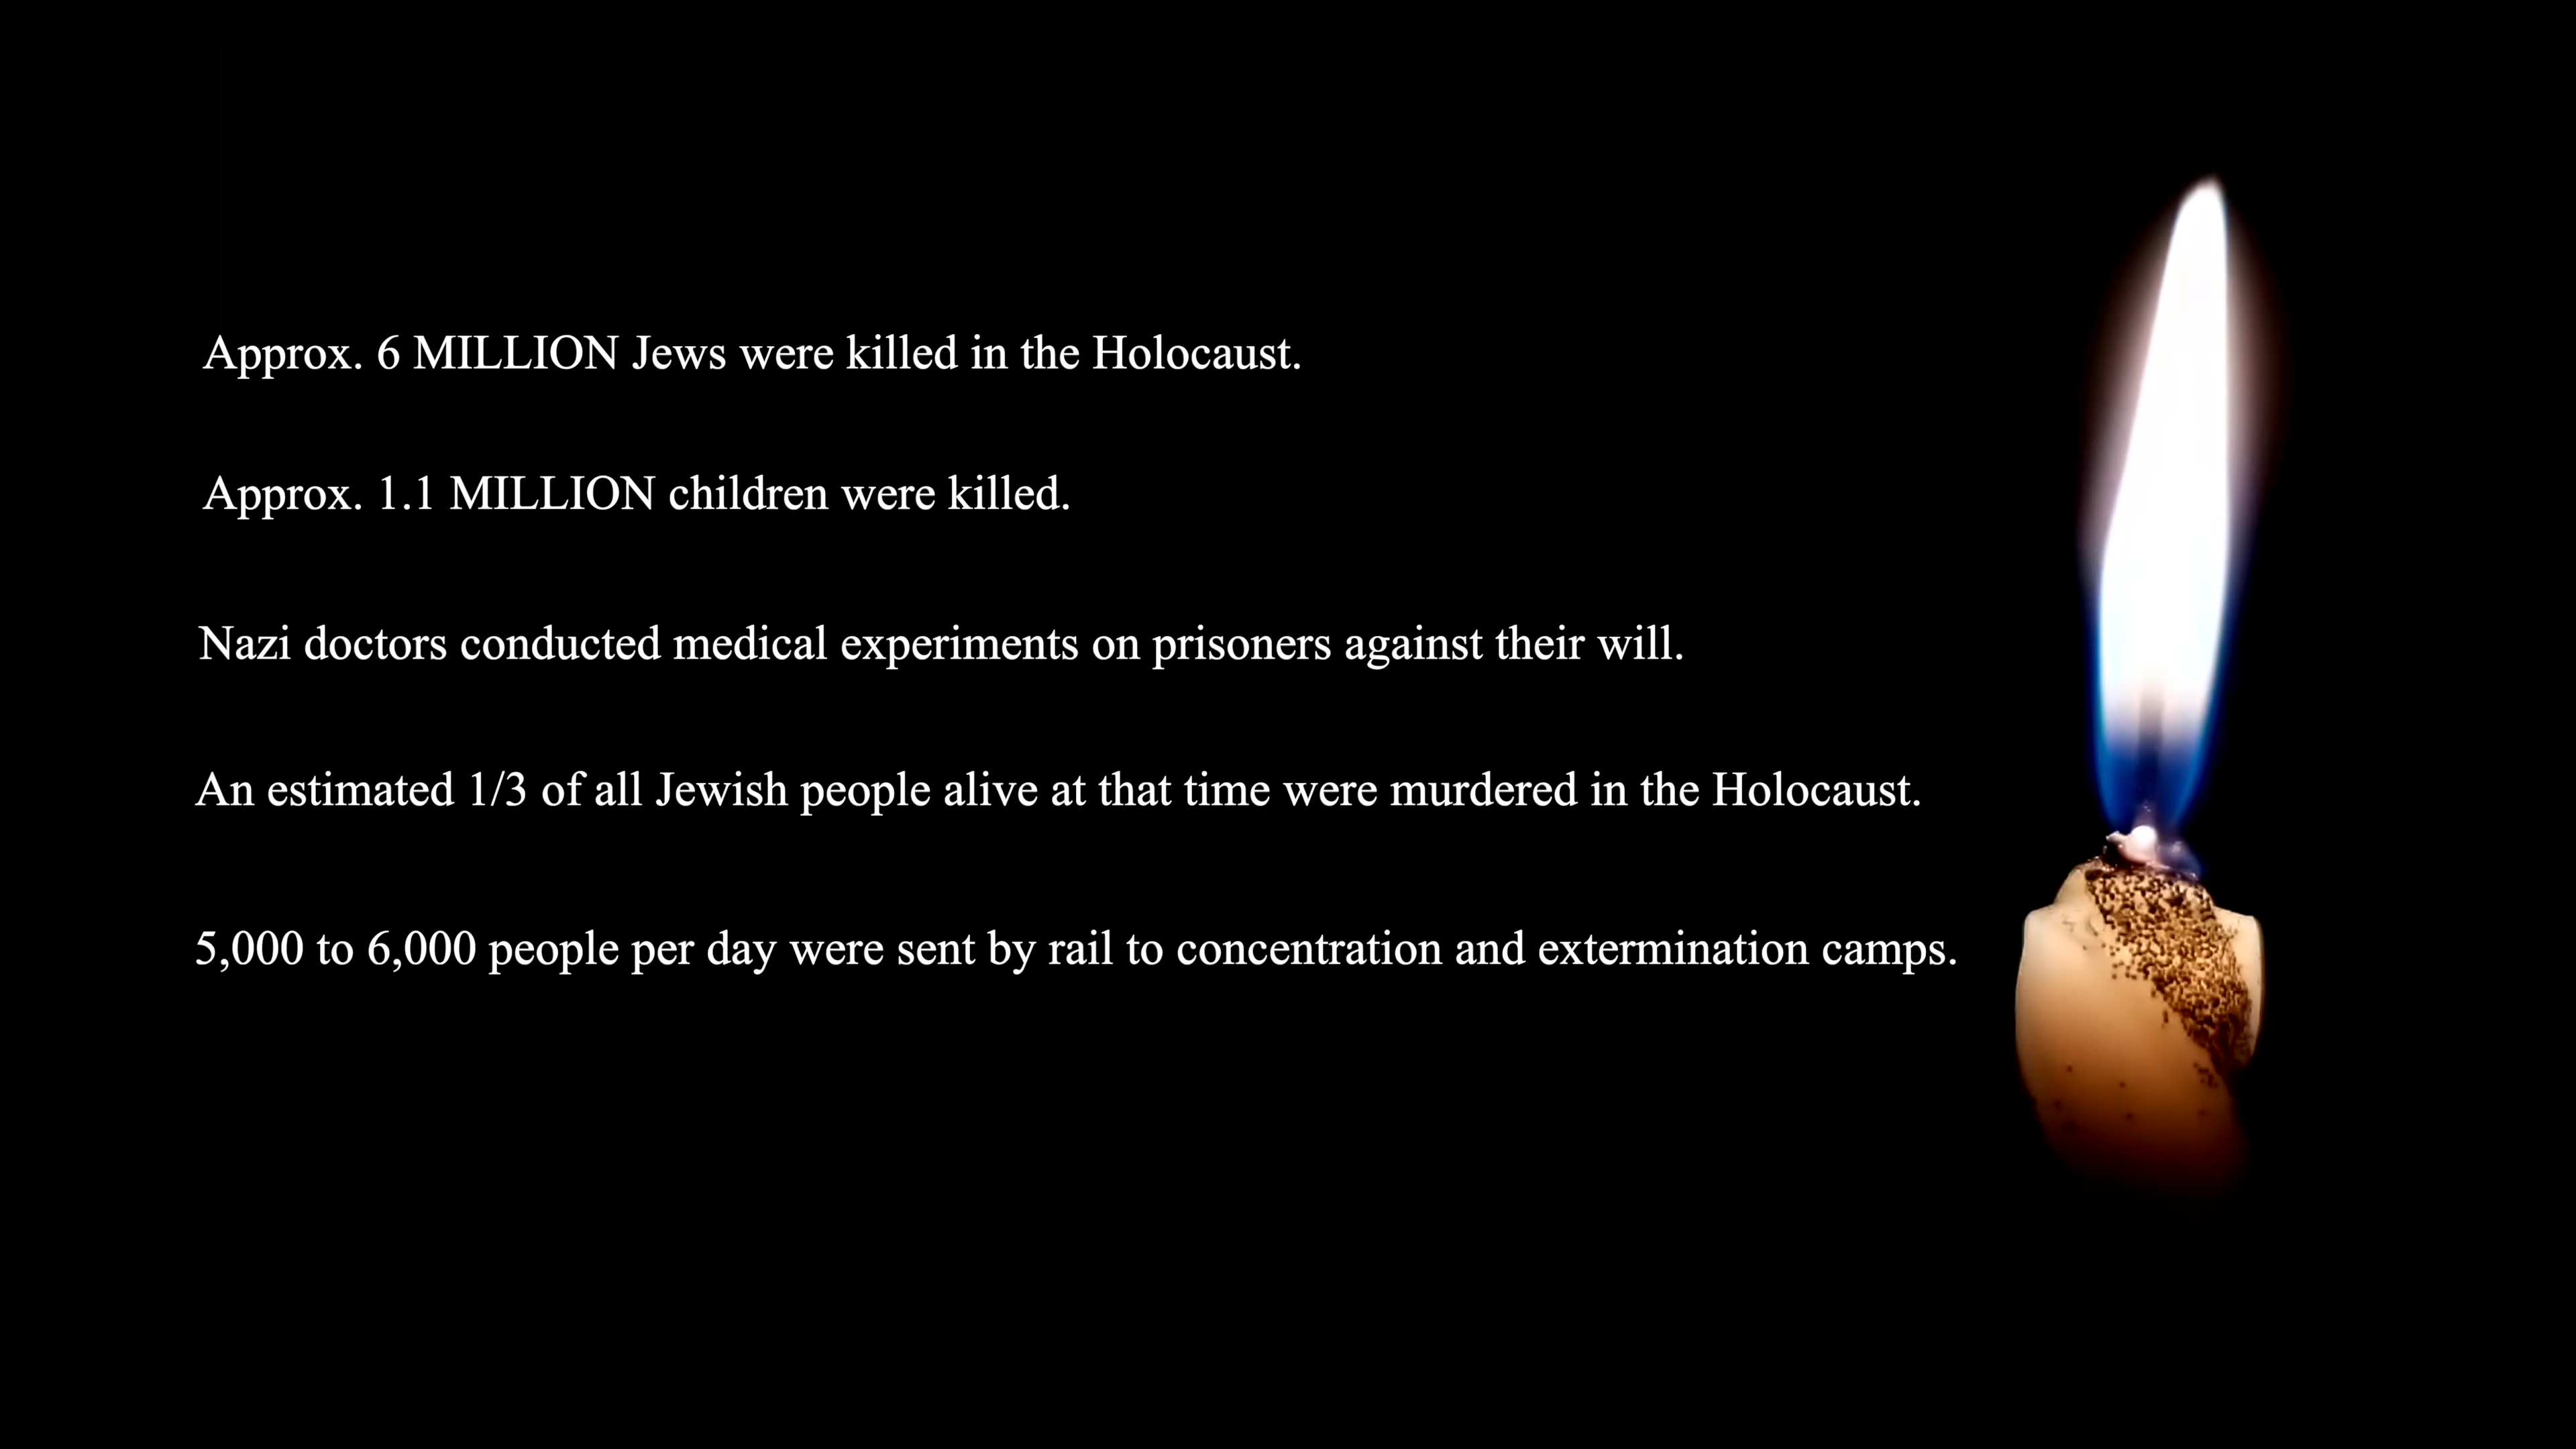 Approx. 6 MILLION Jews were killed in the Holocaust.
Approx. 1.1 MILLION children were killed.
Nazi doctors conducted medical experiments on prisoners against their will.
An estimated 1/3 of all Jewish people alive at that time were murdered in the Holocaust.
5,000 to 6,000 people per day were sent by rail to concentration and extermination camps.